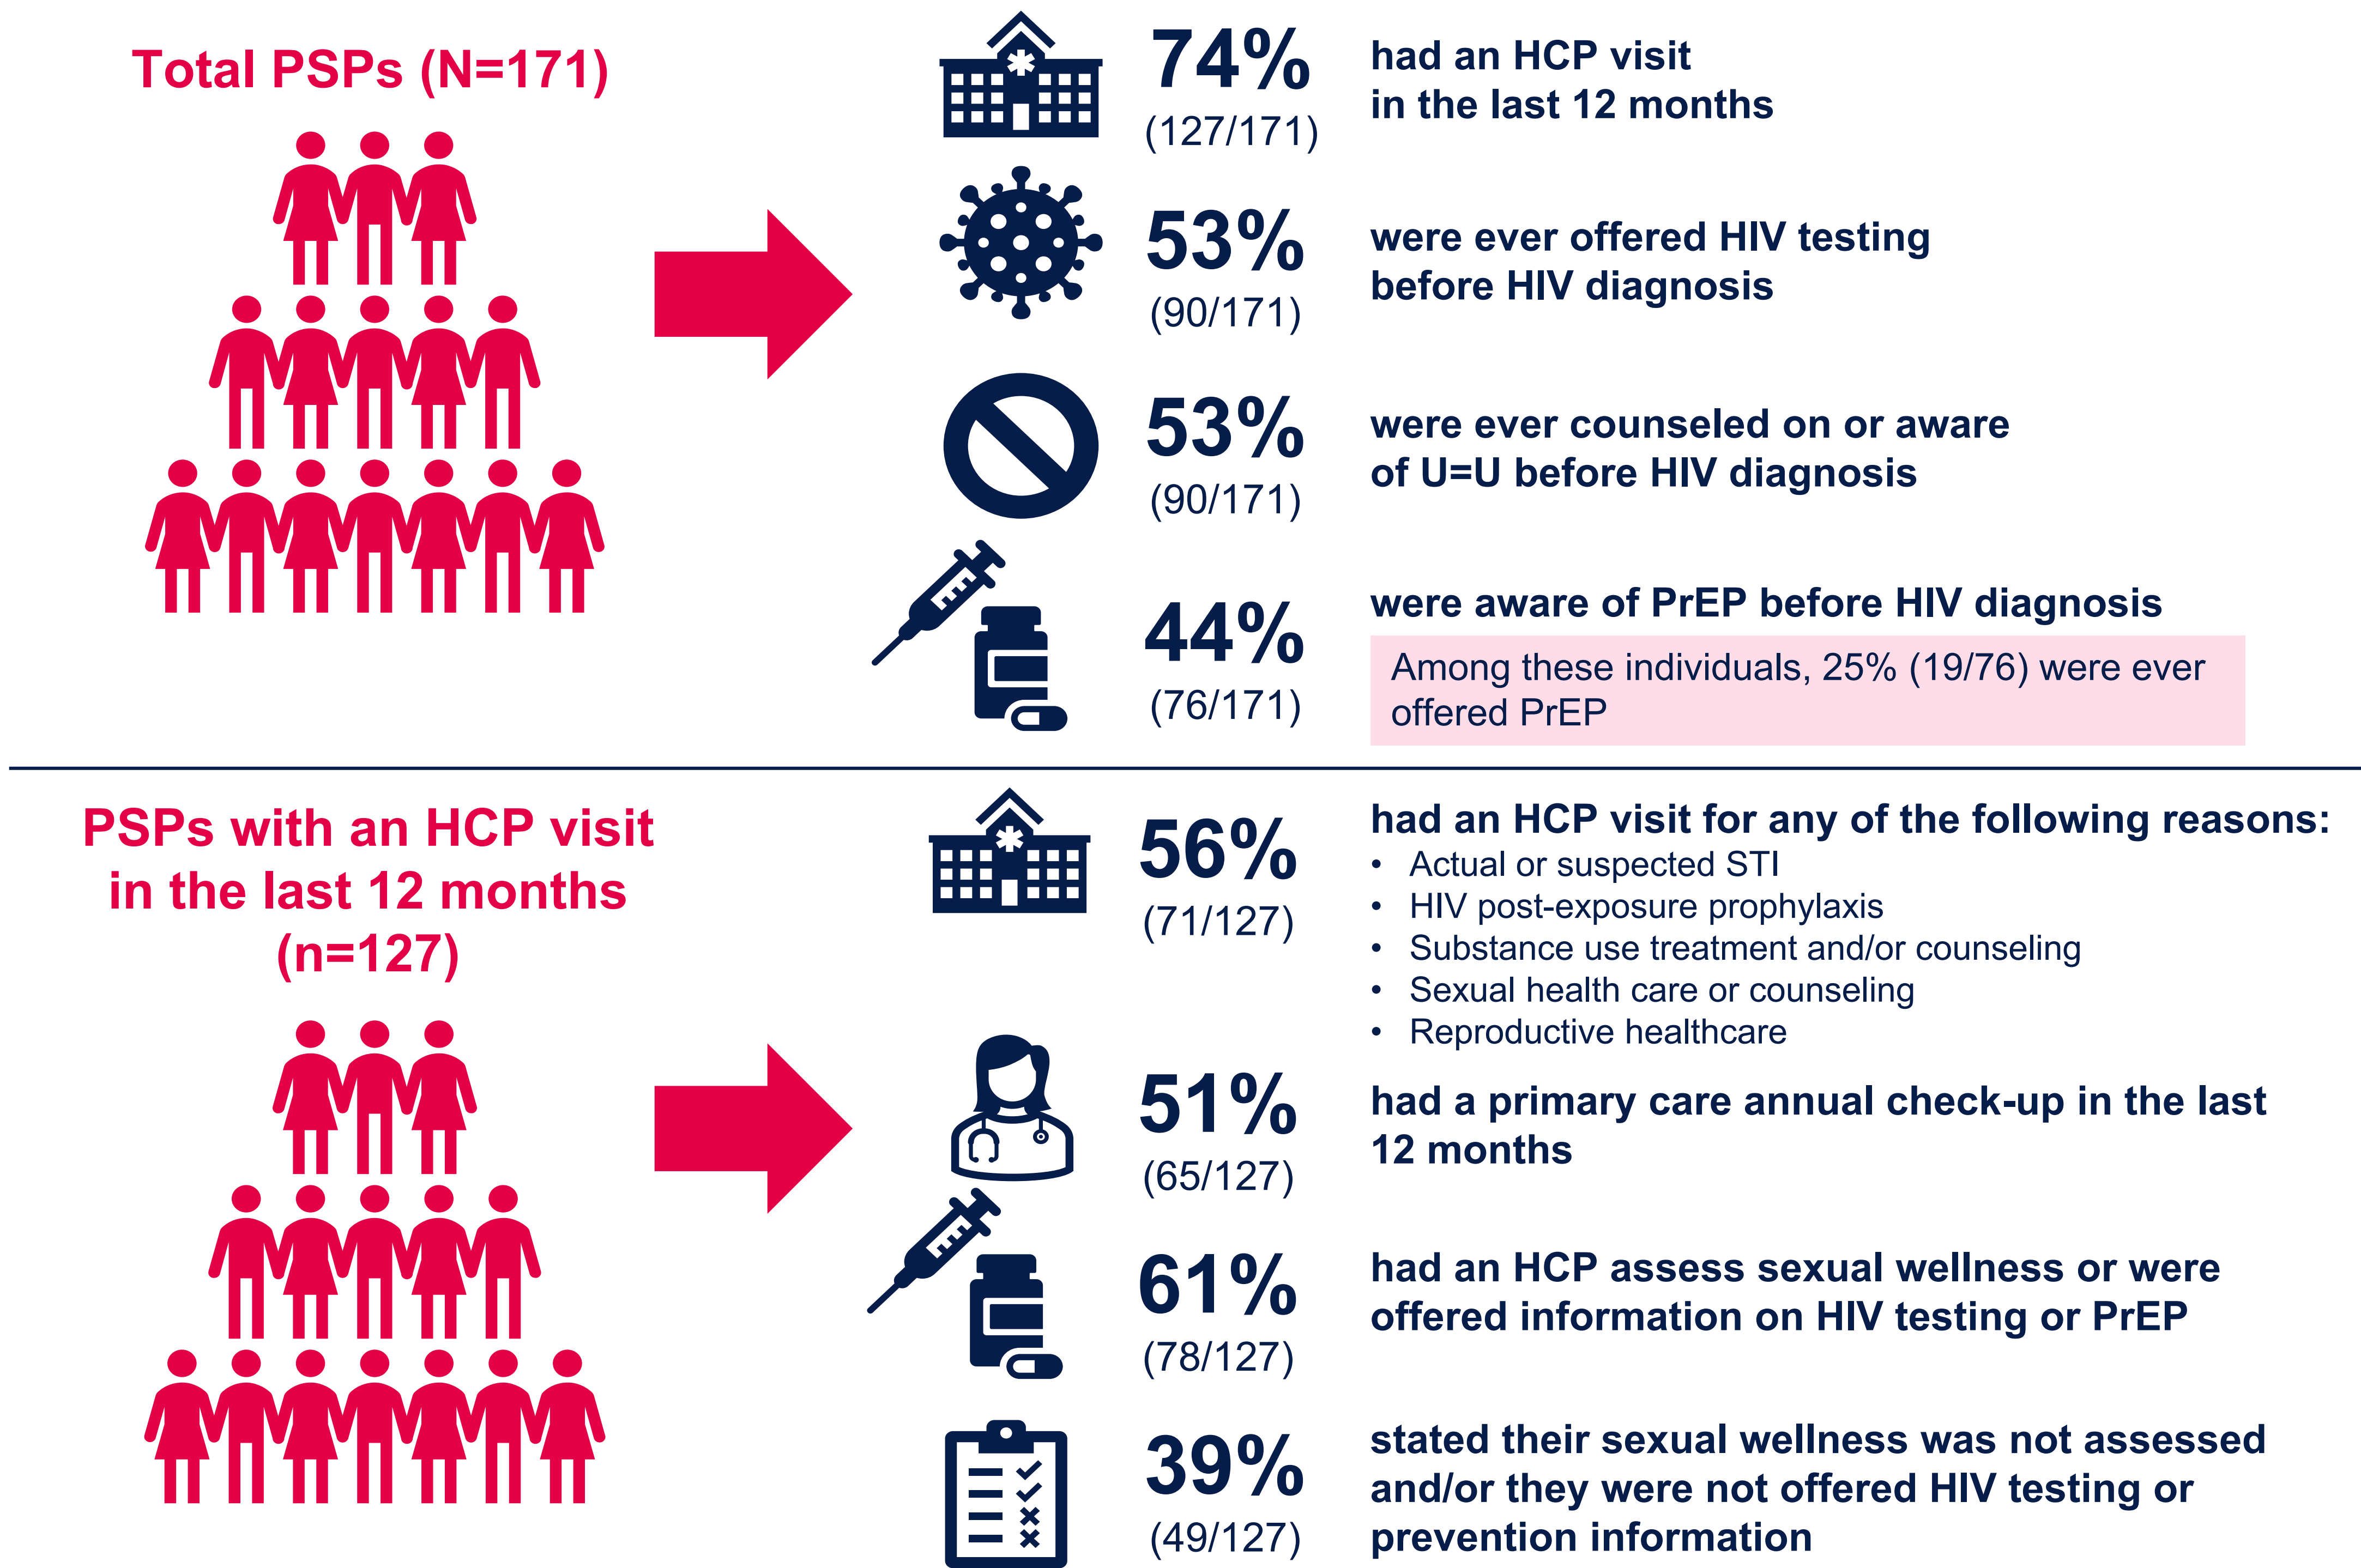 Total PSPs (N=171)
74%
(127/171)
had an HCP visit
in the last 12 months
53%
(90/171)
were ever offered HIV testing
before HIV diagnosis
53%
(90/171)
were ever counseled on or aware
of U=U before HIV diagnosis
44%
(76/171)
were aware of PrEP before HIV diagnosis
Among these individuals, 25% (19/76) were ever
offered PrEP
PSPs with an HCP visit
in the last 12 months
(n=127)
56%
(71/127)
had an HCP visit for any of the following reasons:
• Actual or suspected STI
• HIV post-exposure prophylaxis
• Substance use treatment and/or counseling
• Sexual health care or counseling
• Reproductive healthcare
51%
(65/127)
had a primary care annual check-up in the last
12 months
61%
(78/127)
had an HCP assess sexual wellness or were
offered information on HIV testing or PrEP
39%
(49/127)
stated their sexual wellness was not assessed
and/or they were not offered HIV testing or
prevention information